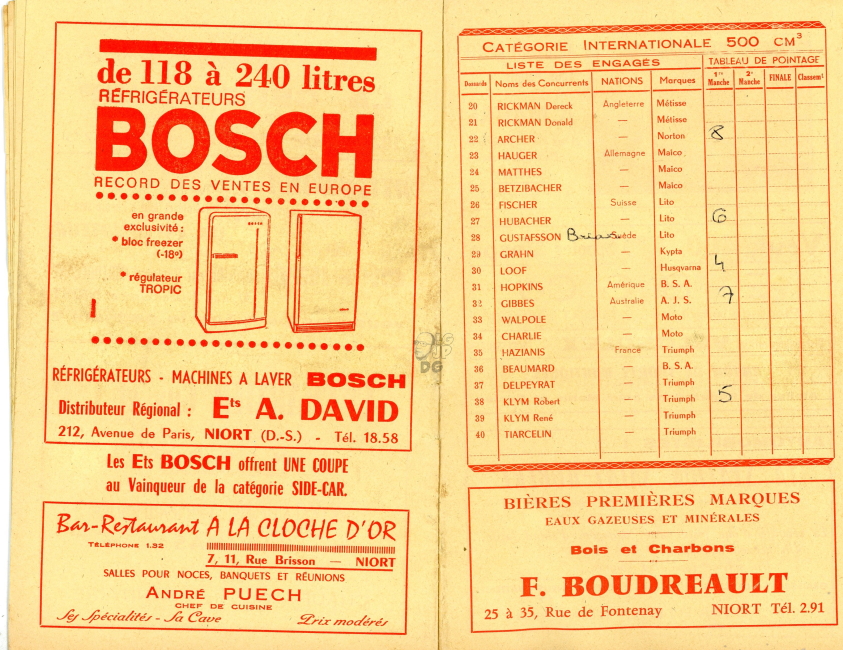 de 118 à 240 litres
RÉFRIGÉRATEURS
BOSCH
RECORD DES VENTES EN EUROPE
en grande
exclusivité :
* bloc freezer
(-18°)
* régulateur
TROPIC
RÉFRIGÉRATEURS - MACHINES A LAVER BOSCH
Distributeur Régional : Ets A. DAVID
212, Avenue de Paris, NIORT (D.-S.) - Tél. 18.58
Les Ets BOSCH offrent UNE COUPE
au Vainqueur de la catégorie SIDE-CAR.
Bar-Restaurant A LA CLOCHE D'OR
TÉLÉPHONE 1.32
7, 11, Rue Brisson — NIORT
SALLES POUR NOCES, BANQUETS ET RÉUNIONS
ANDRÉ PUECH
CHEF DE CUISINE
Ses Spécialités - Sa Cave Prix modérés
CATÉGORIE INTERNATIONALE 500 CM³
LISTE DES ENGAGÉS TABLEAU DE POINTAGE
Dossards Noms des Concurrents NATIONS Marques 1re Manche 2e Manche FINALE Classemt
20 RICKMAN Dereck Angleterre Métisse
21 RICKMAN Donald — Métisse
22 ARCHER — Norton 8
23 HAUGER Allemagne Maico
24 MATTHES — Maico
25 BETZIBACHER — Maico
26 FISCHER Suisse Lito
27 HUBACHER — Lito 6
28 GUSTAFSSON Suède Lito
29 GRAHN — Kypta
30 LOOF — Husqvarna 4
31 HOPKINS Amérique B. S. A.
32 GIBBES Australie A. J. S. 7
33 WALPOLE — Moto
34 CHARLIE — Moto
35 HAZIANIS France Triumph
36 BEAUMARD — B. S. A.
37 DELPEYRAT — Triumph
38 KLYM Robert — Triumph 5
39 KLYM René — Triumph
40 TIARCELIN — Triumph
BIÈRES PREMIÈRES MARQUES
EAUX GAZEUSES ET MINÉRALES
Bois et Charbons
F. BOUDREAULT
25 à 35, Rue de Fontenay NIORT Tél. 2.91
DG